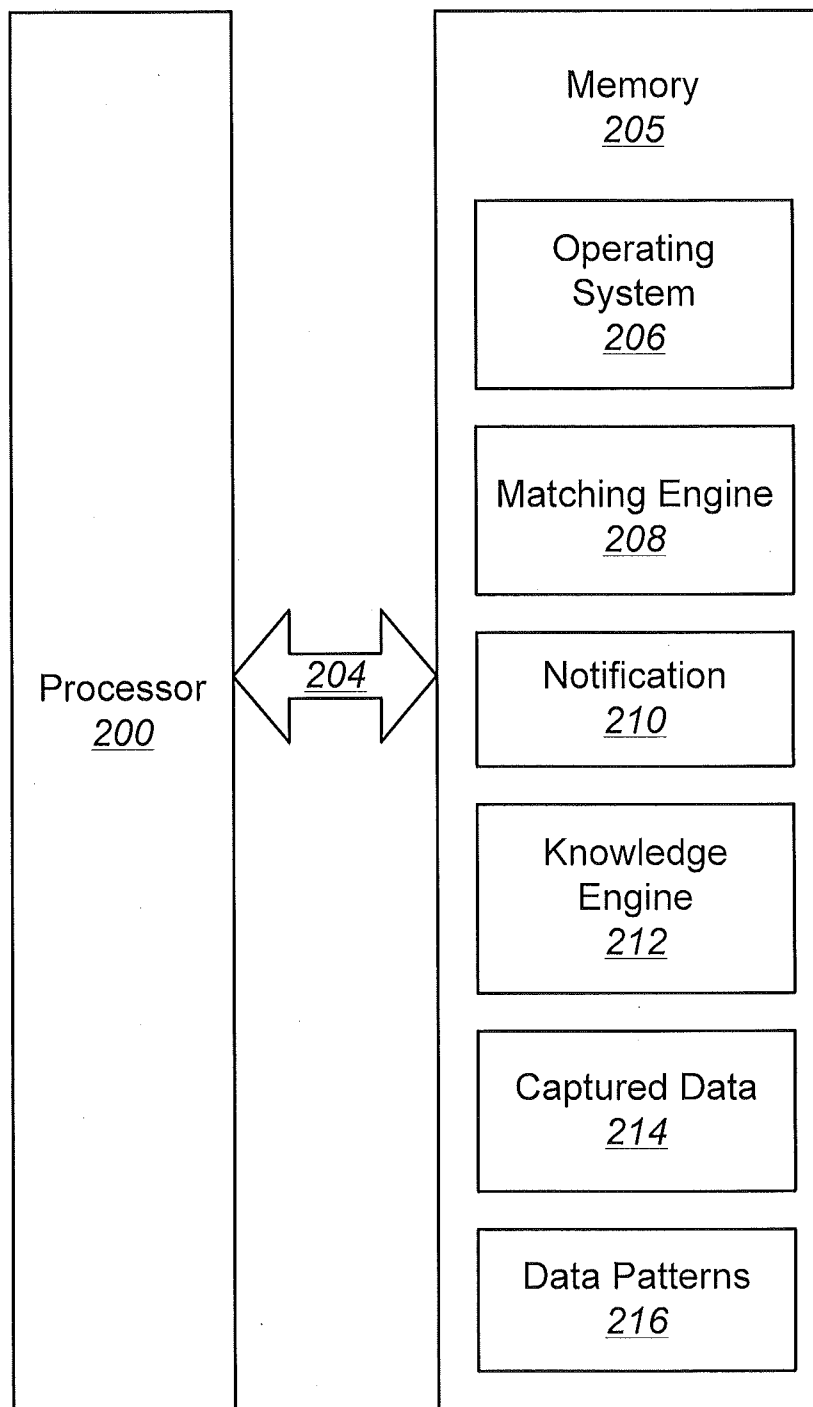 Processor
200
204
Memory
205
Operating
System
206
Matching Engine
208
Notification
210
Knowledge
Engine
212
Captured Data
214
Data Patterns
216